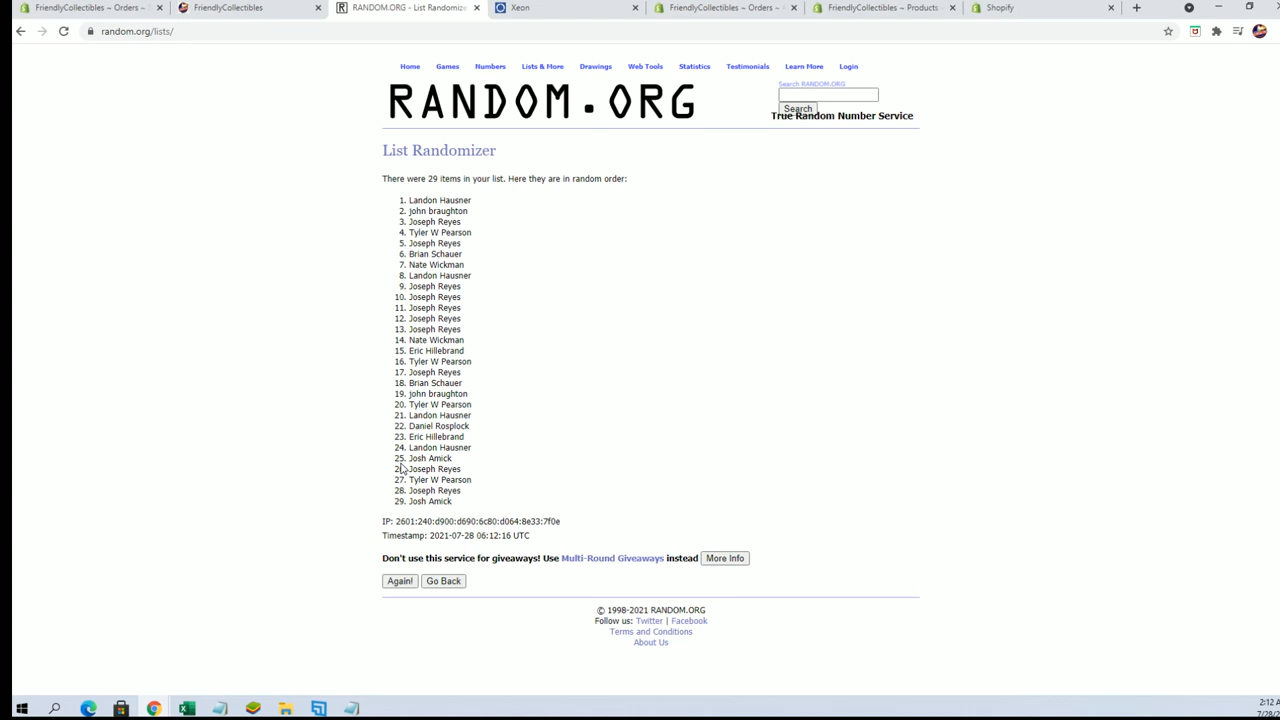 FriendlyCollectibles ~ Orders ~
FriendlyCollectibles
RANDOM.ORG - List Randomize
Xeon
FriendlyCollectibles ~ Orders ~
FriendlyCollectibles ~ Products
Shopify
random.org/lists/
Home Games Numbers Lists & More Drawings Web Tools Statistics Testimonials Learn More Login
Search RANDOM.ORG
RANDOM.ORG
Search
True Random Number Service
List Randomizer
There were 29 items in your list. Here they are in random order:
1. Landon Hausner
2. john braughton
3. Joseph Reyes
4. Tyler W Pearson
5. Joseph Reyes
6. Brian Schauer
7. Nate Wickman
8. Landon Hausner
9. Joseph Reyes
10. Joseph Reyes
11. Joseph Reyes
12. Joseph Reyes
13. Joseph Reyes
14. Nate Wickman
15. Eric Hillebrand
16. Tyler W Pearson
17. Joseph Reyes
18. Brian Schauer
19. john braughton
20. Tyler W Pearson
21. Landon Hausner
22. Daniel Rosplock
23. Eric Hillebrand
24. Landon Hausner
25. Josh Amick
26. Joseph Reyes
27. Tyler W Pearson
28. Joseph Reyes
29. Josh Amick
IP: 2601:240:d900:d690:6c80:d064:8e33:7f0e
Timestamp: 2021-07-28 06:12:16 UTC
Don't use this service for giveaways! Use Multi-Round Giveaways instead More Info
Again! Go Back
© 1998-2021 RANDOM.ORG
Follow us: Twitter | Facebook
Terms and Conditions
About Us
2:12
7/28/2